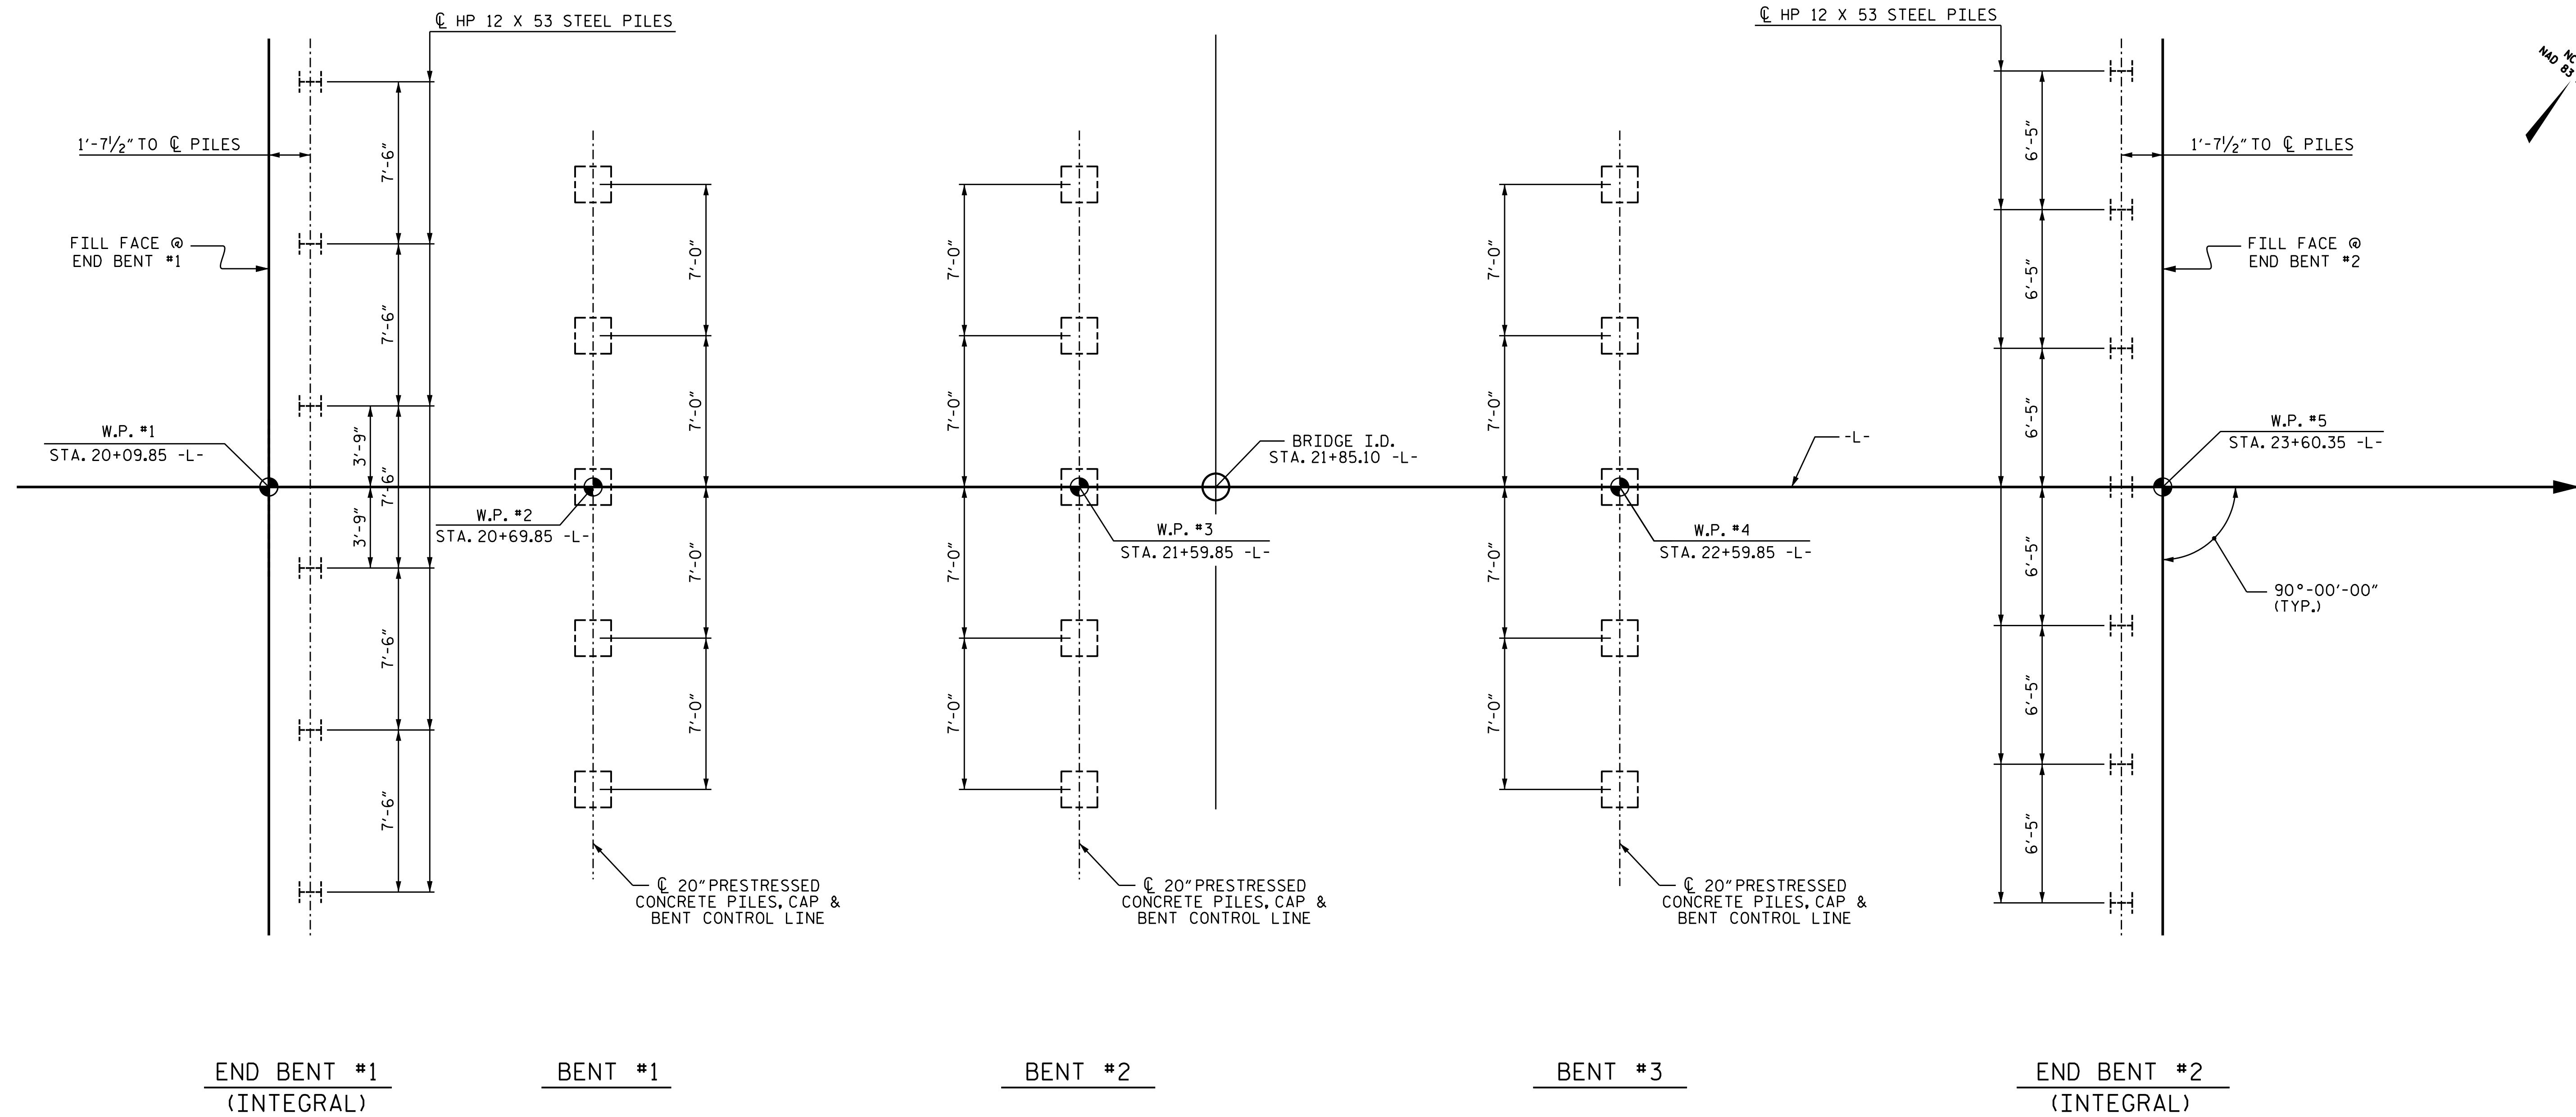 ℄ HP 12 X 53 STEEL PILES
℄ HP 12 X 53 STEEL PILES
NC
NAD 83
1'-7½" TO ℄ PILES
1'-7½" TO ℄ PILES
FILL FACE @
END BENT #1
FILL FACE @
END BENT #2
7'-6"
7'-6"
7'-6"
7'-6"
7'-6"
3'-9"
3'-9"
7'-0"
7'-0"
7'-0"
7'-0"
7'-0"
7'-0"
7'-0"
7'-0"
7'-0"
7'-0"
7'-0"
7'-0"
6'-5"
6'-5"
6'-5"
6'-5"
6'-5"
6'-5"
W.P. #1
STA. 20+09.85 -L-
W.P. #2
STA. 20+69.85 -L-
W.P. #3
STA. 21+59.85 -L-
BRIDGE I.D.
STA. 21+85.10 -L-
-L-
W.P. #4
STA. 22+59.85 -L-
W.P. #5
STA. 23+60.35 -L-
90°-00'-00"
(TYP.)
℄ 20" PRESTRESSED
CONCRETE PILES, CAP &
BENT CONTROL LINE
℄ 20" PRESTRESSED
CONCRETE PILES, CAP &
BENT CONTROL LINE
℄ 20" PRESTRESSED
CONCRETE PILES, CAP &
BENT CONTROL LINE
END BENT #1
(INTEGRAL)
BENT #1
BENT #2
BENT #3
END BENT #2
(INTEGRAL)